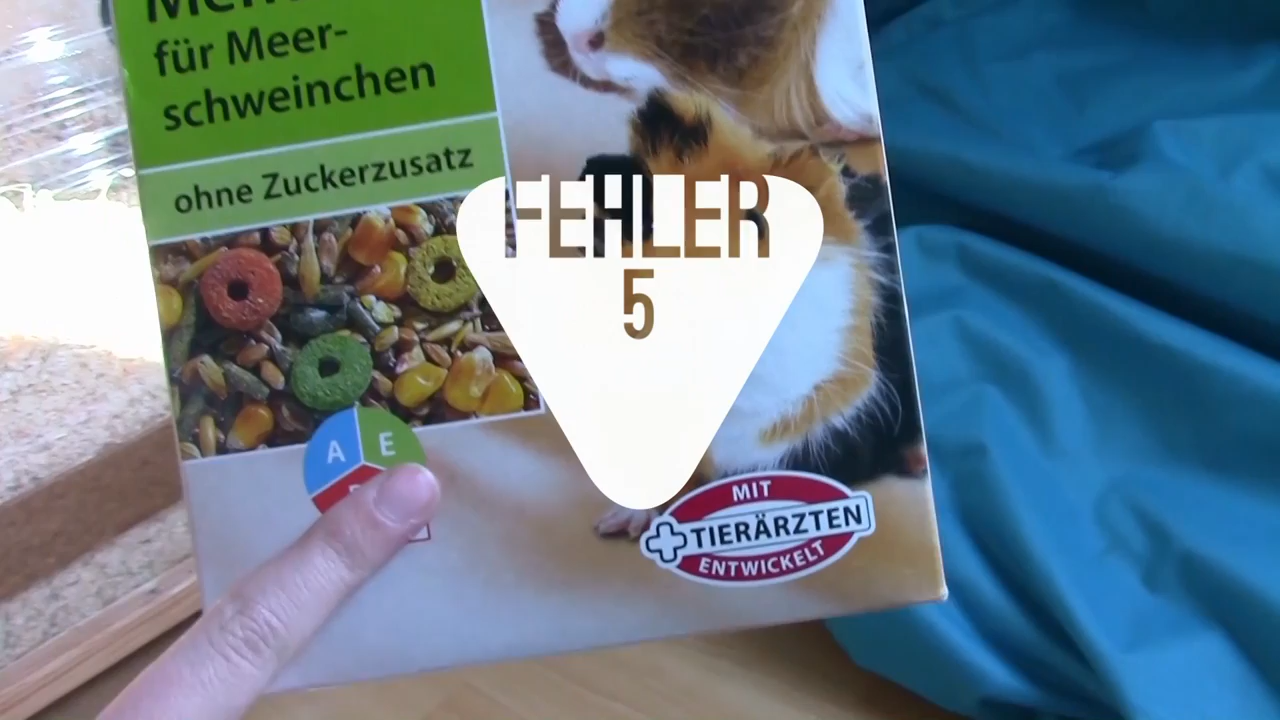 für Meer-
schweinchen
ohne Zuckerzusatz
FEHLER
5
A E
MIT
TIERÄRZTEN
ENTWICKELT